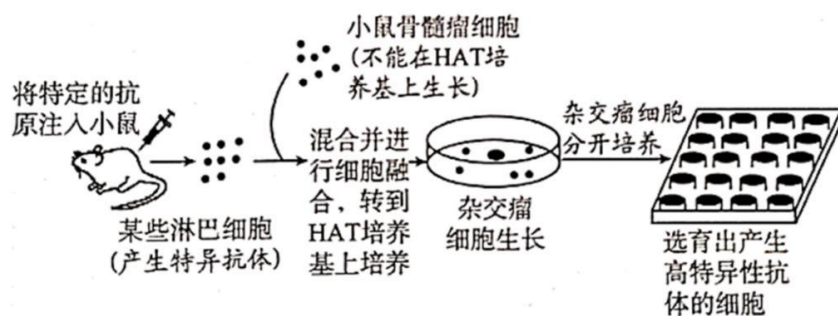 小鼠骨髓瘤细胞
(不能在HAT培
养基上生长)
将特定的抗
原注入小鼠
某些淋巴细胞
(产生特异抗体)
混合并进
行细胞融
合，转到
HAT培养
基上培养
杂交瘤
细胞生长
杂交瘤细胞
分开培养
选育出产生
高特异性抗
体的细胞